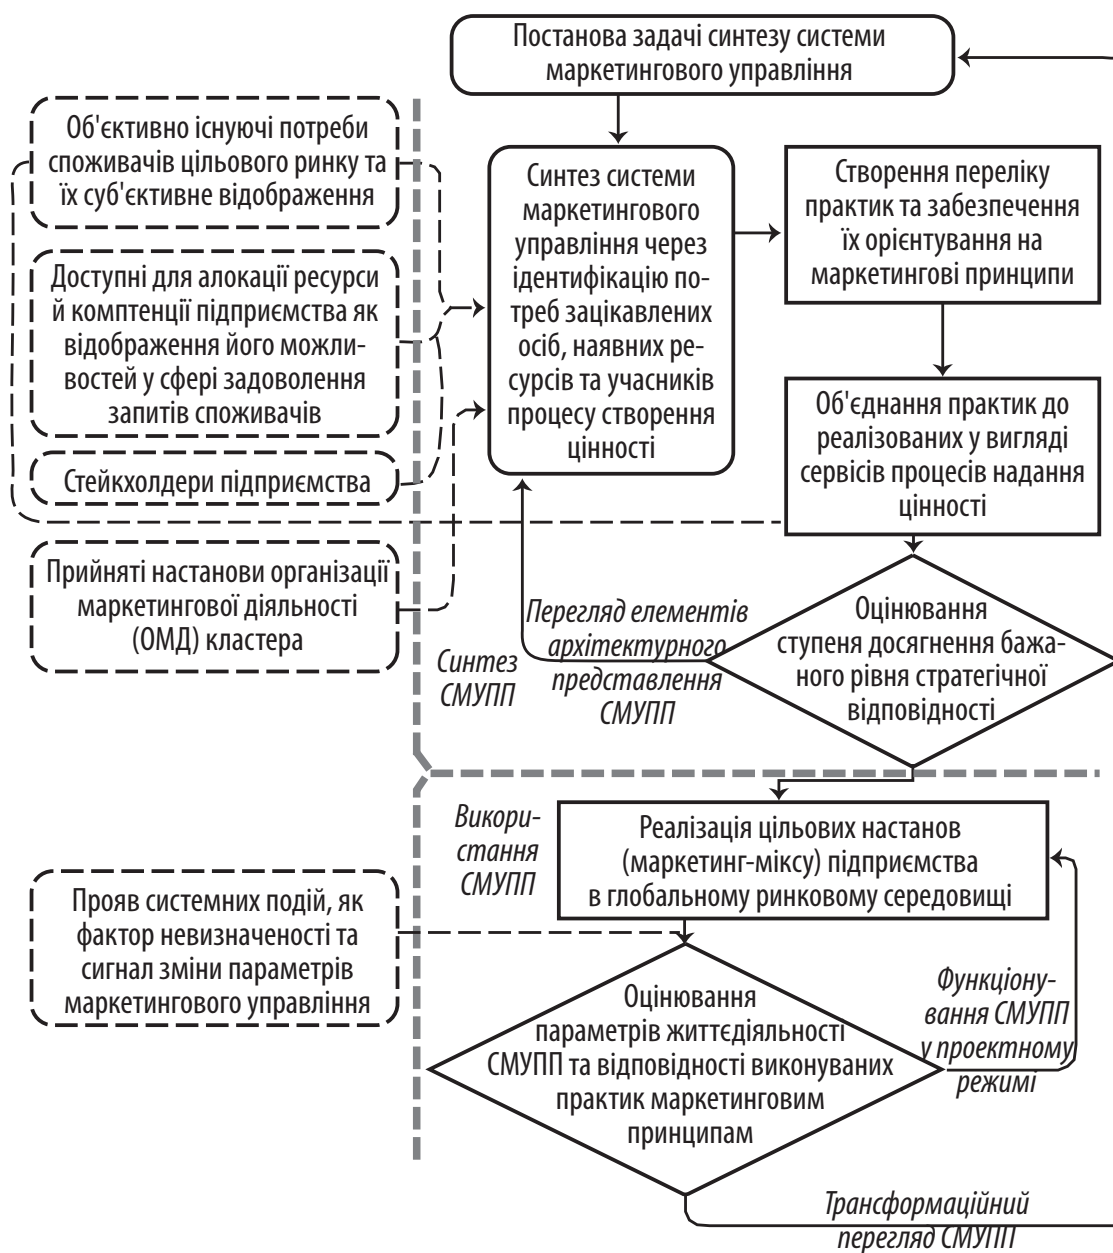 Постанова задачі синтезу системи
маркетингового управління
Об'єктивно існуючі потреби
споживачів цільового ринку та
їх суб'єктивне відображення
Доступні для алокації ресурси
й комптенції підприємства як
відображення його можли-
востей у сфері задоволення
запитів споживачів
Стейкхолдери підприємства
Прийняті настанови організації
маркетингової діяльності
(ОМД) кластера
Синтез системи
маркетингового
управління через
ідентифікацію по-
треб зацікавлених
осіб, наявних ре-
сурсів та учасників
процесу створення
цінності
Створення переліку
практик та забезпечення
їх орієнтування на
маркетингові принципи
Об'єднання практик до
реалізованих у вигляді
сервісів процесів надання
цінності
Оцінювання
ступеня досягнення бажа-
ного рівня стратегічної
відповідності
Перегляд елементів
архітектурного
представлення
СМУПП
Синтез
СМУПП
Викори-
стання
СМУПП
Реалізація цільових настанов
(маркетинг-міксу) підприємства
в глобальному ринковому середовищі
Прояв системних подій, як
фактор невизначеності та
сигнал зміни параметрів
маркетингового управління
Оцінювання
параметрів життєдіяльності
СМУПП та відповідності виконуваних
практик маркетинговим
принципам
Функціону-
вання СМУПП
у проектному
режимі
Трансформаційний
перегляд СМУПП